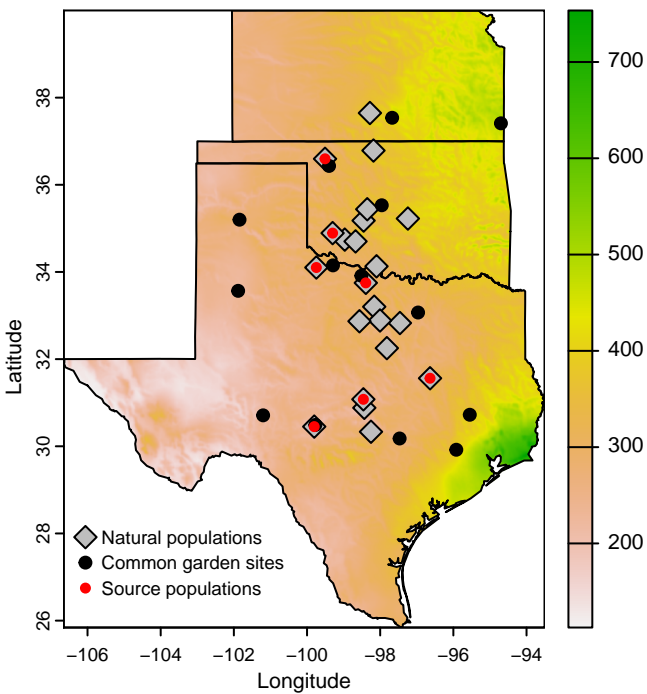 700
600
500
400
300
200
38
36
34
32
30
28
26
Latitude
Natural populations
Common garden sites
Source populations
−106 −104 −102 −100 −98 −96 −94
Longitude